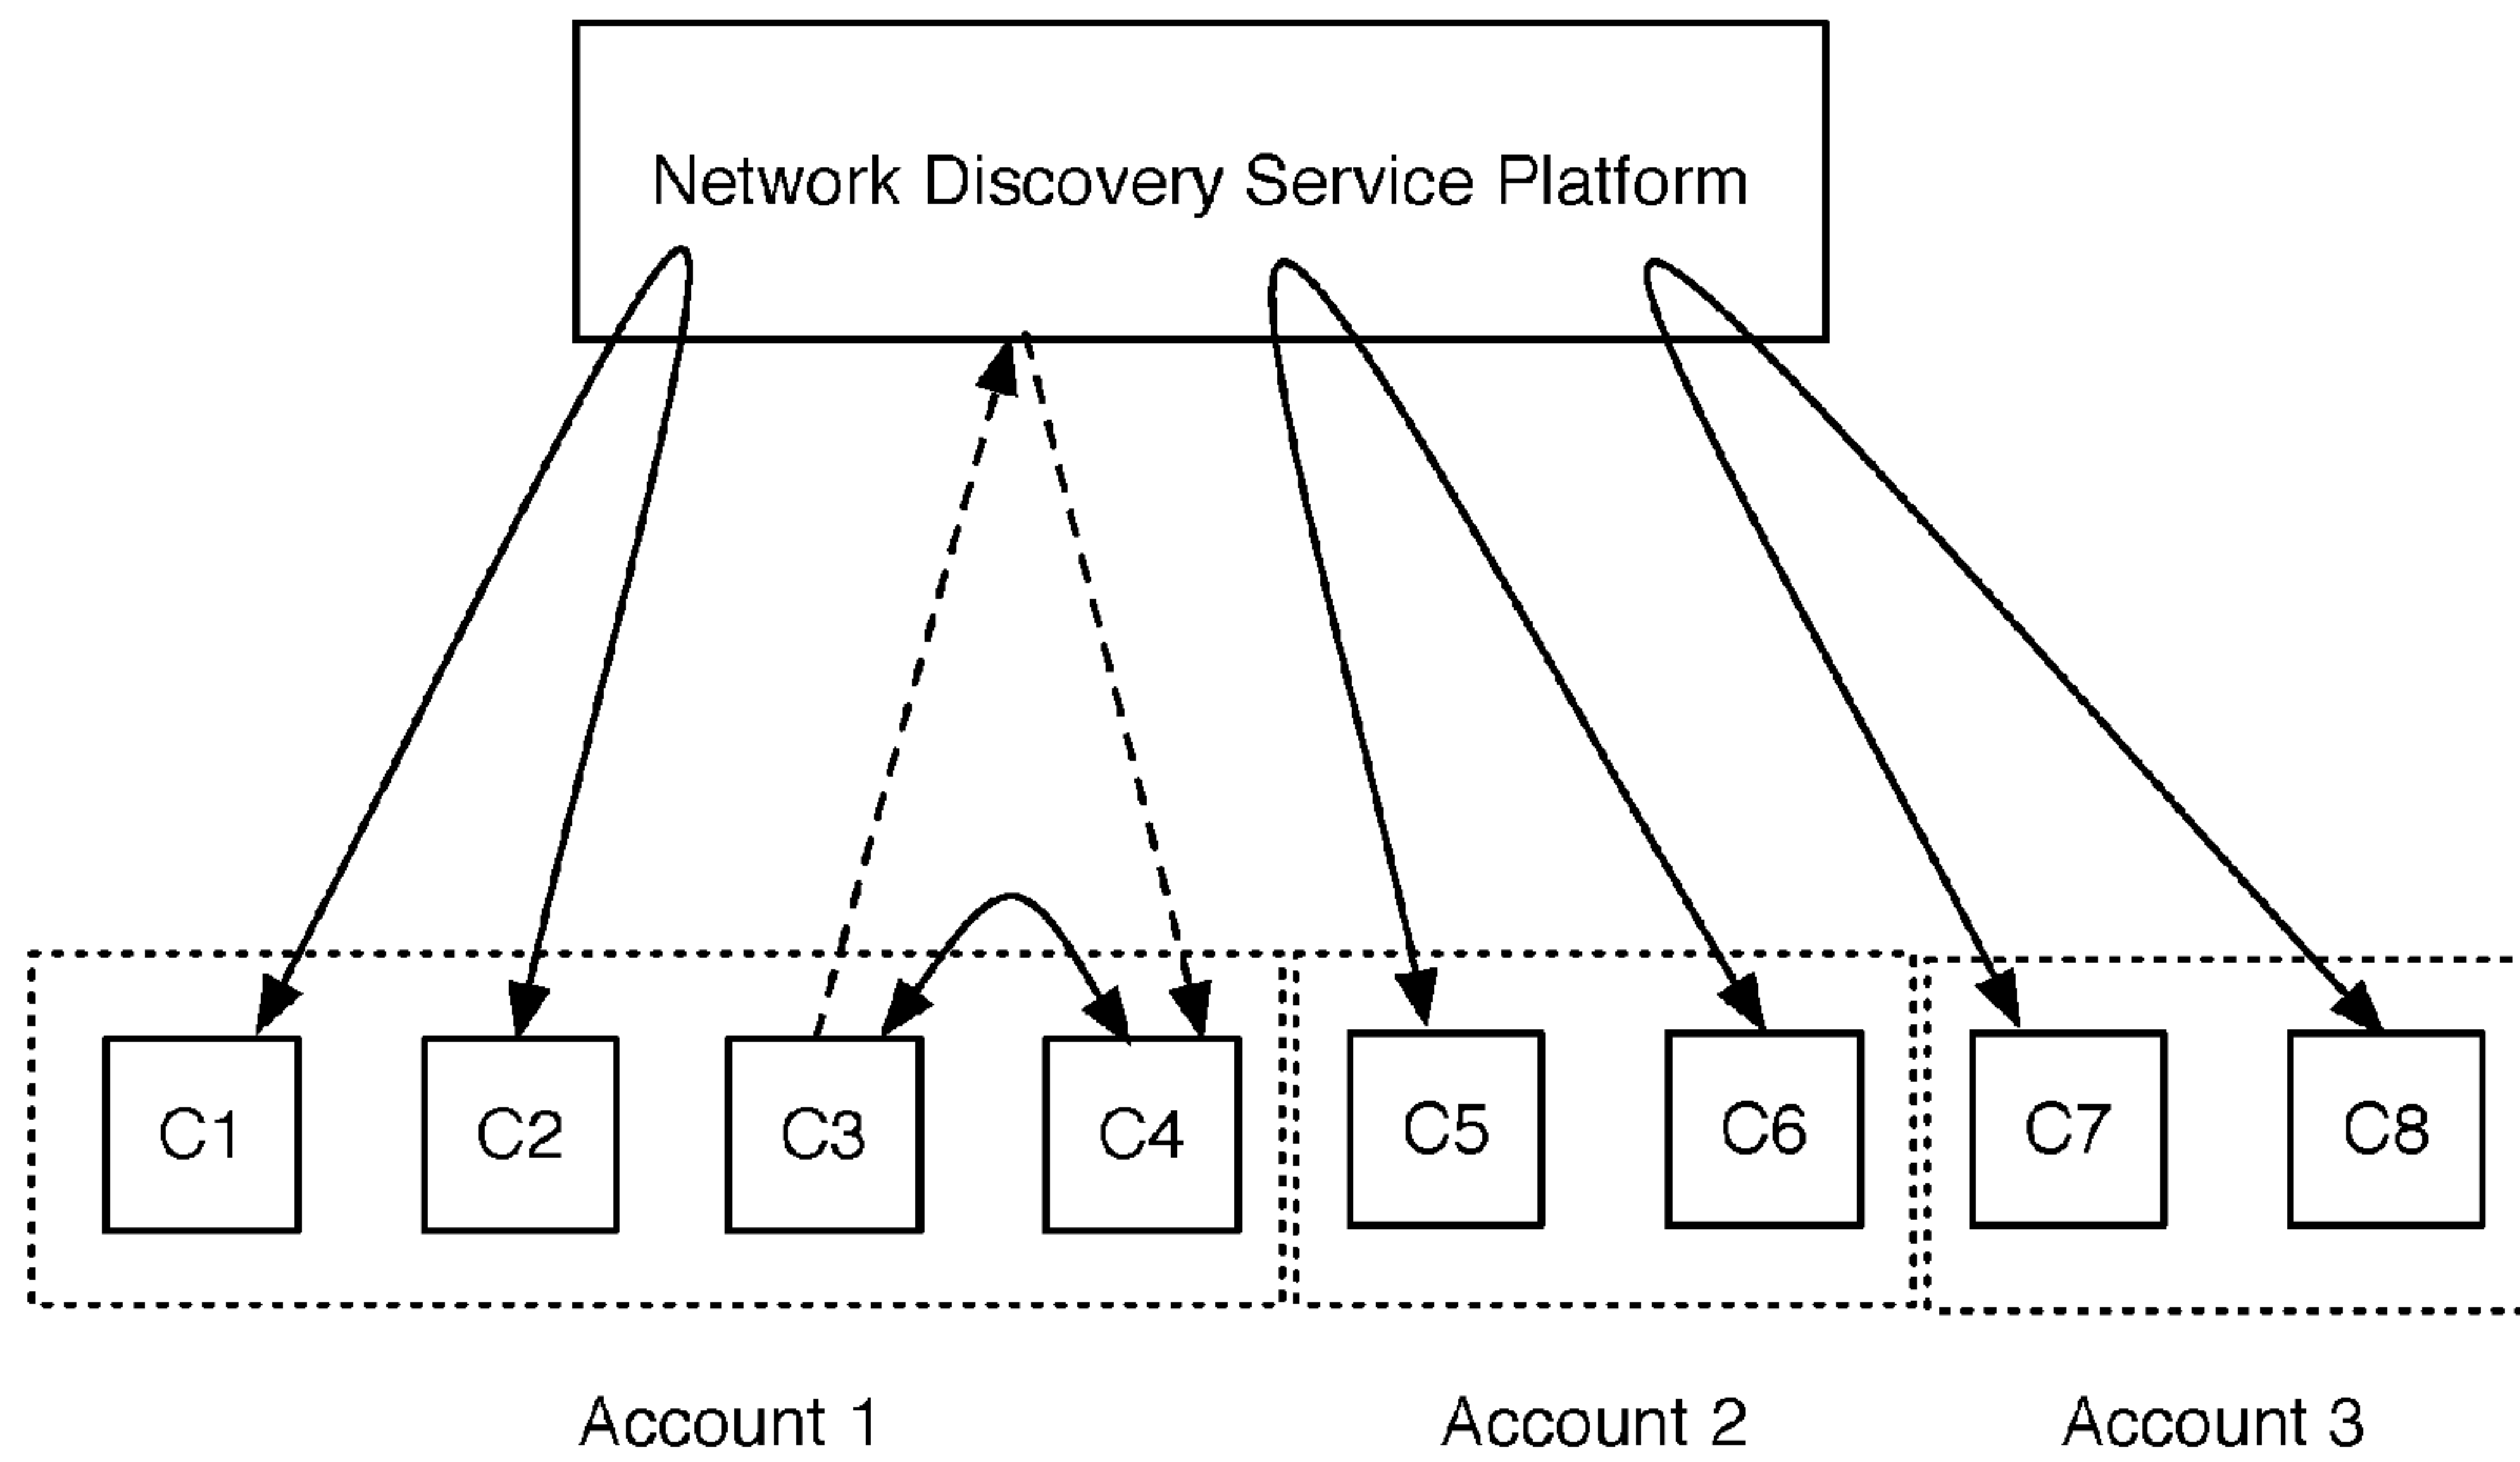 Network Discovery Service Platform
C1 C2 C3 C4 C5 C6 C7 C8
Account 1 Account 2 Account 3